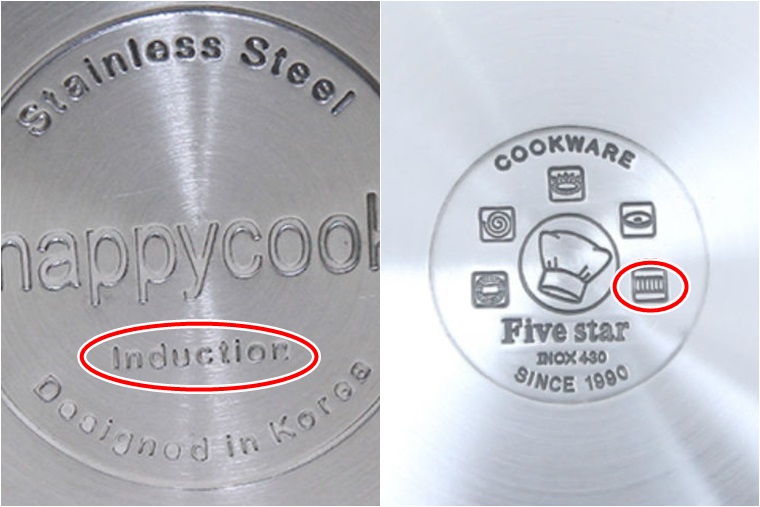 Stainless Steel
happycook
Induction
Designed in Korea
COOKWARE
Five star
INOX 430
SINCE 1990